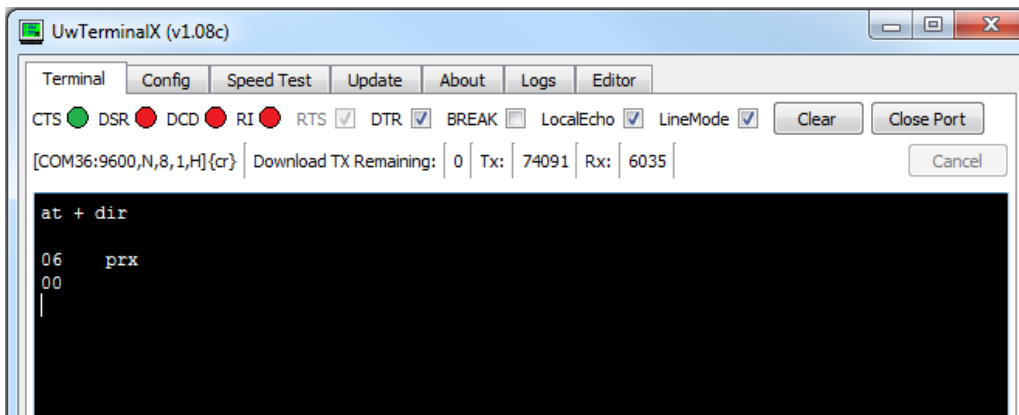 UwTerminalX (v1.08c)
Terminal Config Speed Test Update About Logs Editor
CTS DSR DCD RI RTS DTR BREAK LocalEcho LineMode Clear Close Port
[COM36:9600,N,8,1,H]{cr} Download TX Remaining: 0 Tx: 74091 Rx: 6035 Cancel
at + dir
06 prx
00